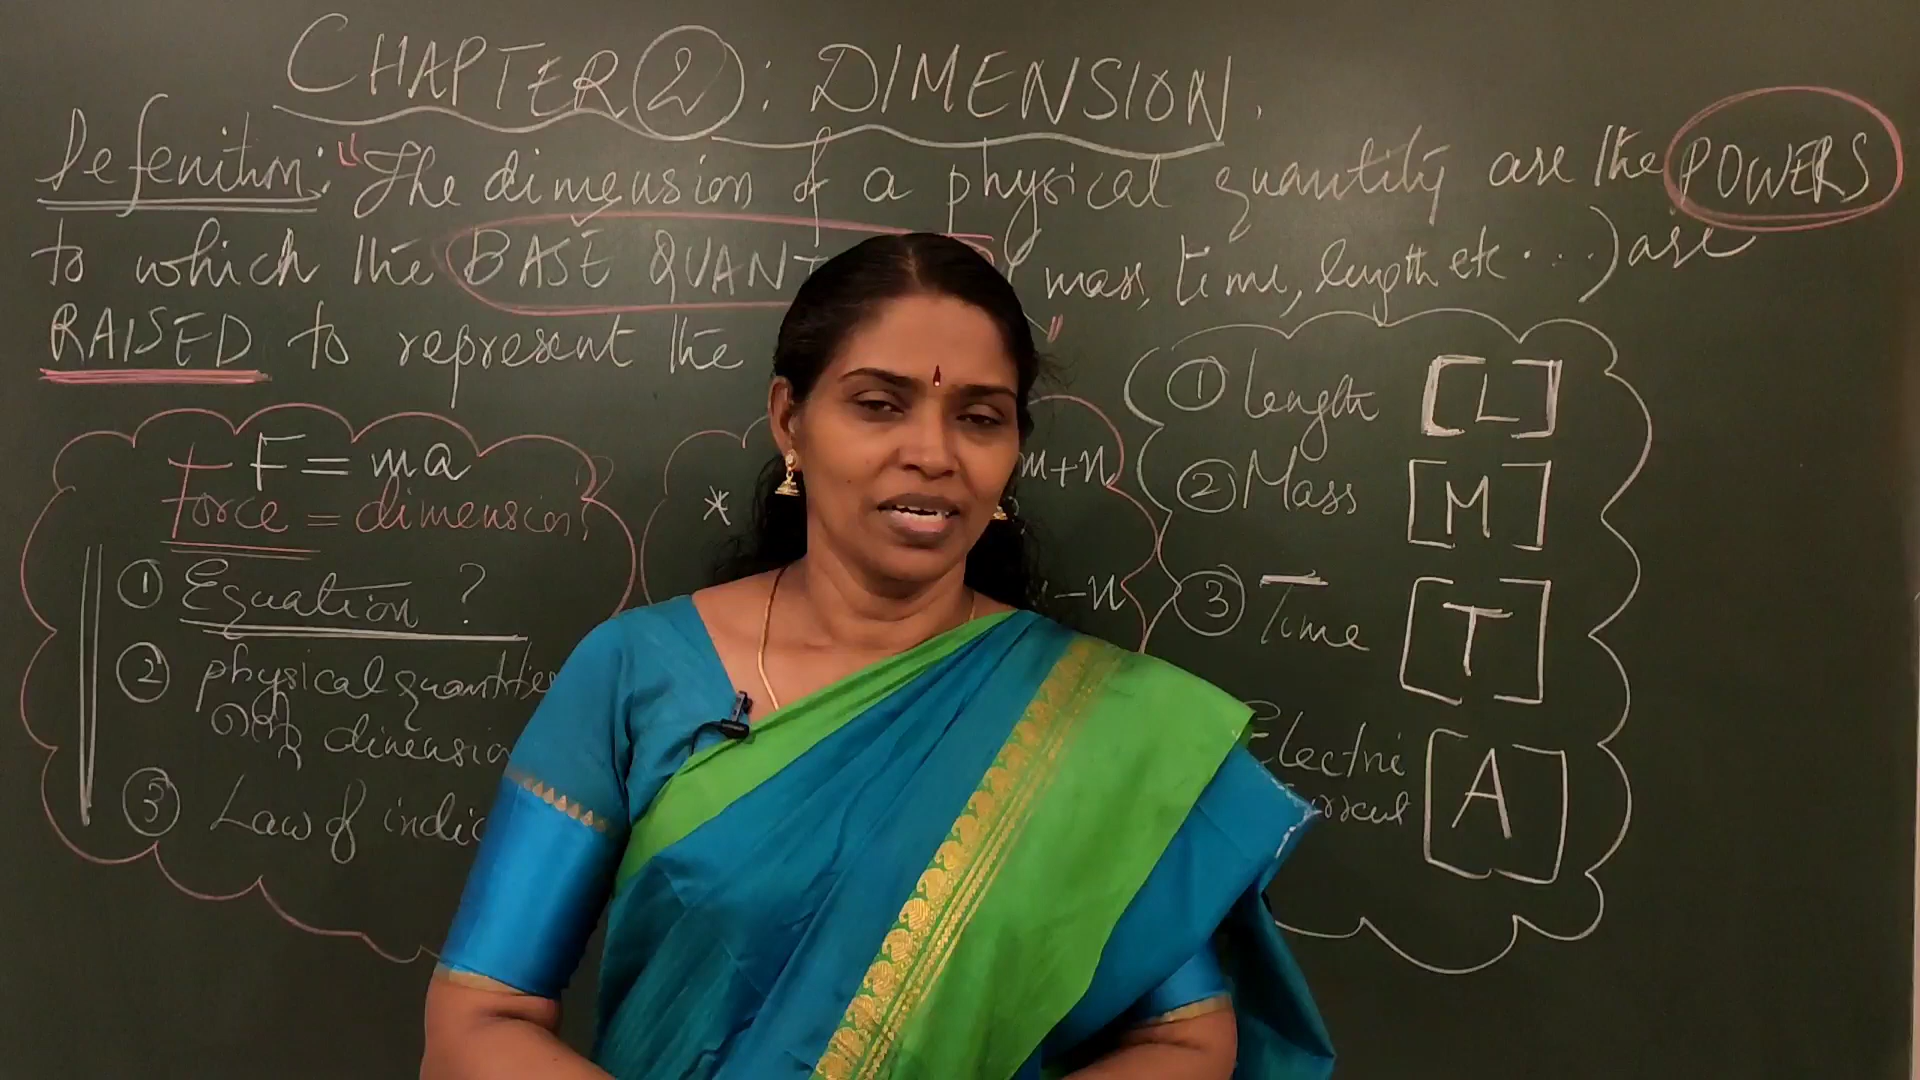 CHAPTER 2 : DIMENSION.
Defenition: "The dimension of a physical quantity are the POWERS
to which the BASE QUANT (mass, time, length etc ...) are
RAISED to represent the "
F = ma
Force = dimension?
① Equation ?
② physical quantities
dimension
③ Law of indic
*
m+n
-n
① length [L]
② Mass [M]
③ Time [T]
Electric
Current [A]